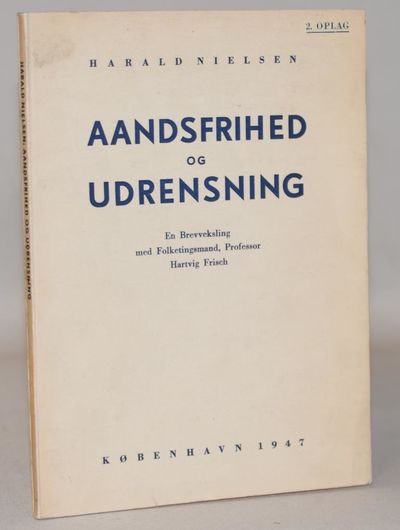 2. OPLAG
HARALD NIELSEN
AANDSFRIHED
OG
UDRENSNING
En Brevveksling
med Folketingsmand, Professor
Hartvig Frisch
KØBENHAVN 1947
HARALD NIELSEN: AANDSFRIHED OG UDRENSNING